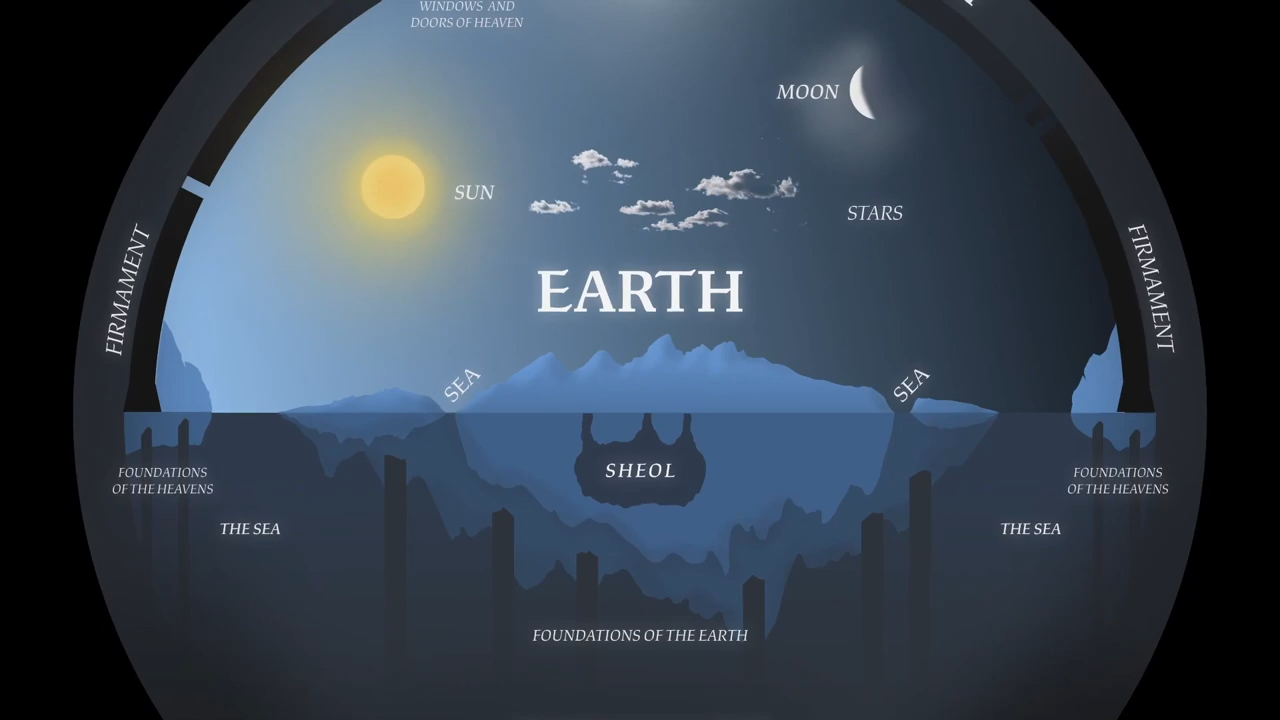 WINDOWS AND
DOORS OF HEAVEN
MOON
SUN
STARS
FIRMAMENT
FIRMAMENT
EARTH
SEA
SEA
SHEOL
FOUNDATIONS
OF THE HEAVENS
FOUNDATIONS
OF THE HEAVENS
THE SEA
THE SEA
FOUNDATIONS OF THE EARTH